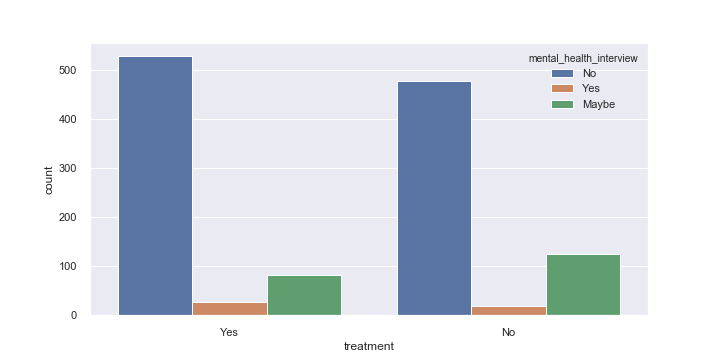 mental_health_interview
No
Yes
Maybe
500
400
300
200
100
0
count
Yes No
treatment